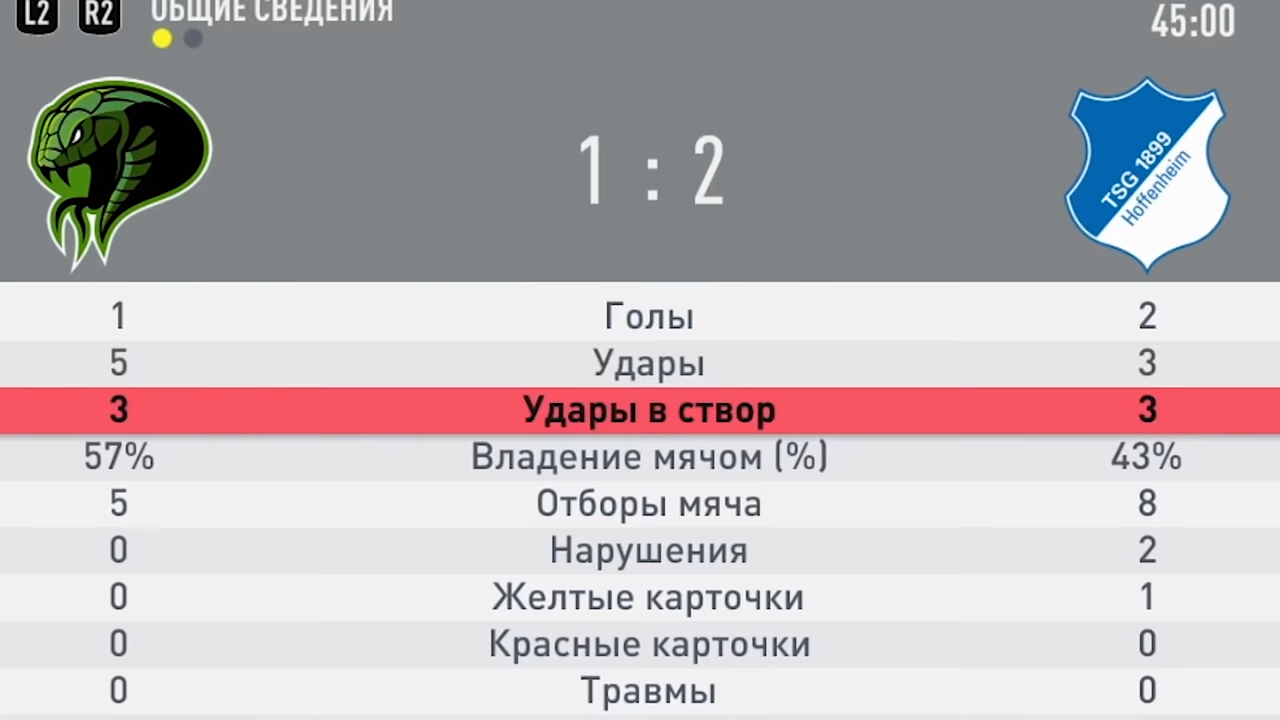 L2 R2 ОБЩИЕ СВЕДЕНИЯ 45:00
1 : 2
TSG 1899
Hoffenheim
1 Голы 2
5 Удары 3
3 Удары в створ 3
57% Владение мячом (%) 43%
5 Отборы мяча 8
0 Нарушения 2
0 Желтые карточки 1
0 Красные карточки 0
0 Травмы 0